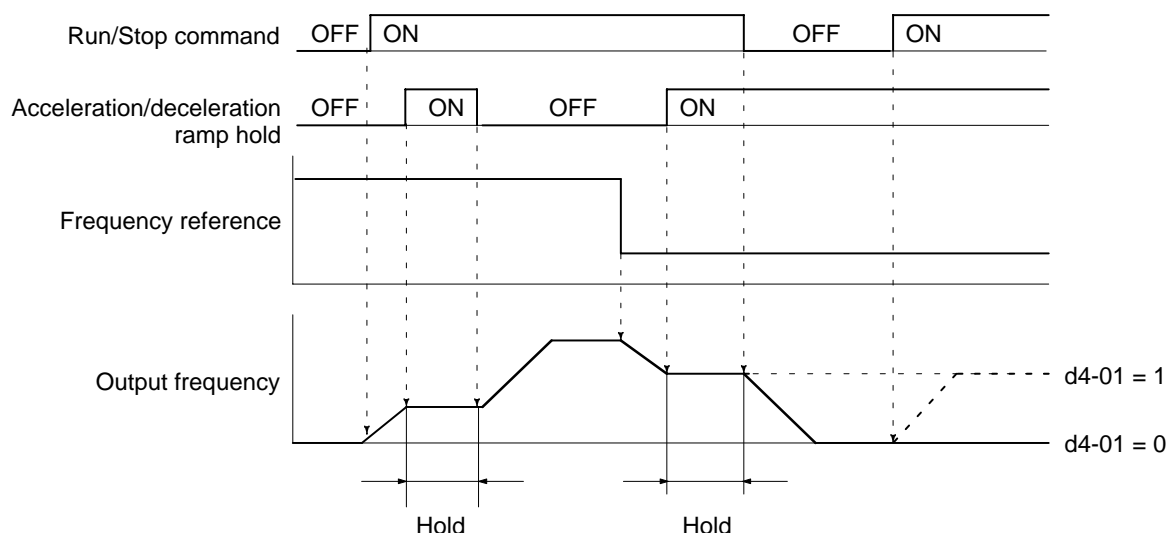 Run/Stop command OFF ON OFF ON
Acceleration/deceleration OFF ON OFF ON
ramp hold
Frequency reference
Output frequency
d4-01 = 1
d4-01 = 0
Hold Hold